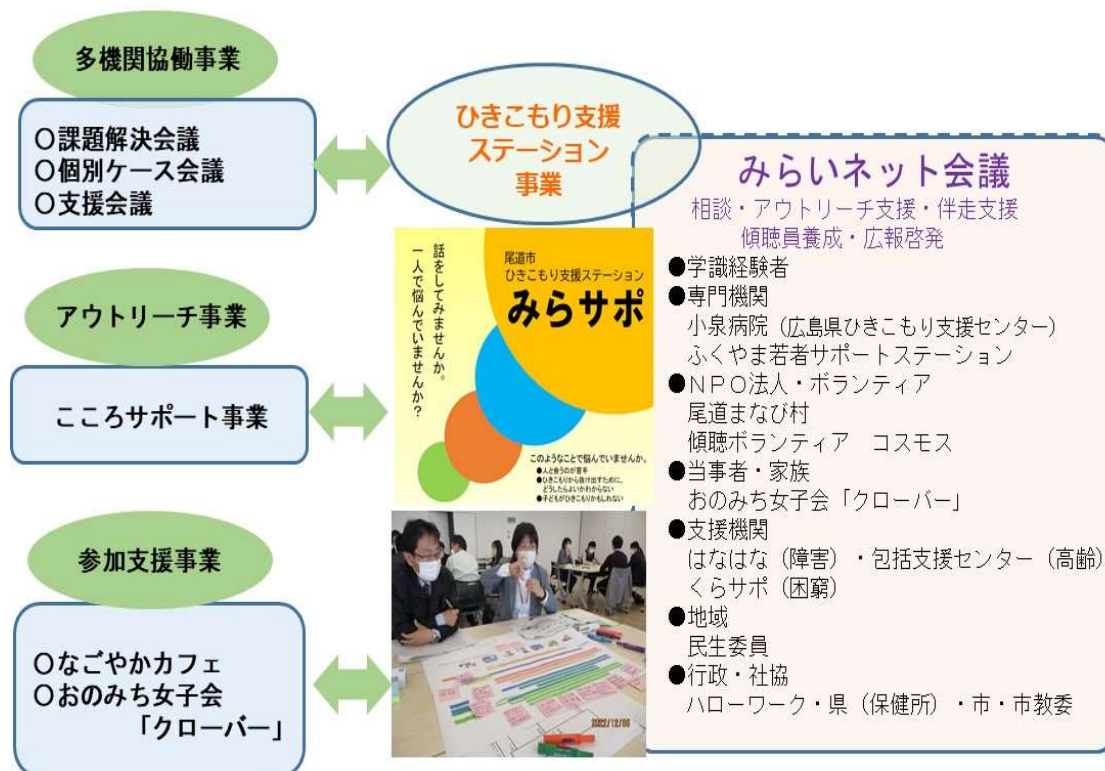 多機関協働事業
〇課題解決会議
〇個別ケース会議
〇支援会議
アウトリーチ事業
こころサポート事業
参加支援事業
〇なごやかカフェ
〇おのみち女子会
「クローバー」
ひきこもり支援
ステーション
事業
話をしてみませんか。
一人で悩んでいませんか?
尾道市
ひきこもり支援ステーション
みらサポ
このようなことで悩んでいませんか。
●人と会うのが苦手
●ひきこもりから抜け出すために、
どうしたらよいかわからない
●子どもがひきこもりかもしれない
2022/12/06
みらいネット会議
相談・アウトリーチ支援・伴走支援
傾聴員養成・広報啓発
●学識経験者
●専門機関
小泉病院(広島県ひきこもり支援センター)
ふくやま若者サポートステーション
●NPO法人・ボランティア
尾道まなび村
傾聴ボランティア コスモス
●当事者・家族
おのみち女子会「クローバー」
●支援機関
はなはな(障害)・包括支援センター(高齢)
くらサポ(困窮)
●地域
民生委員
●行政・社協
ハローワーク・県(保健所)・市・市教委